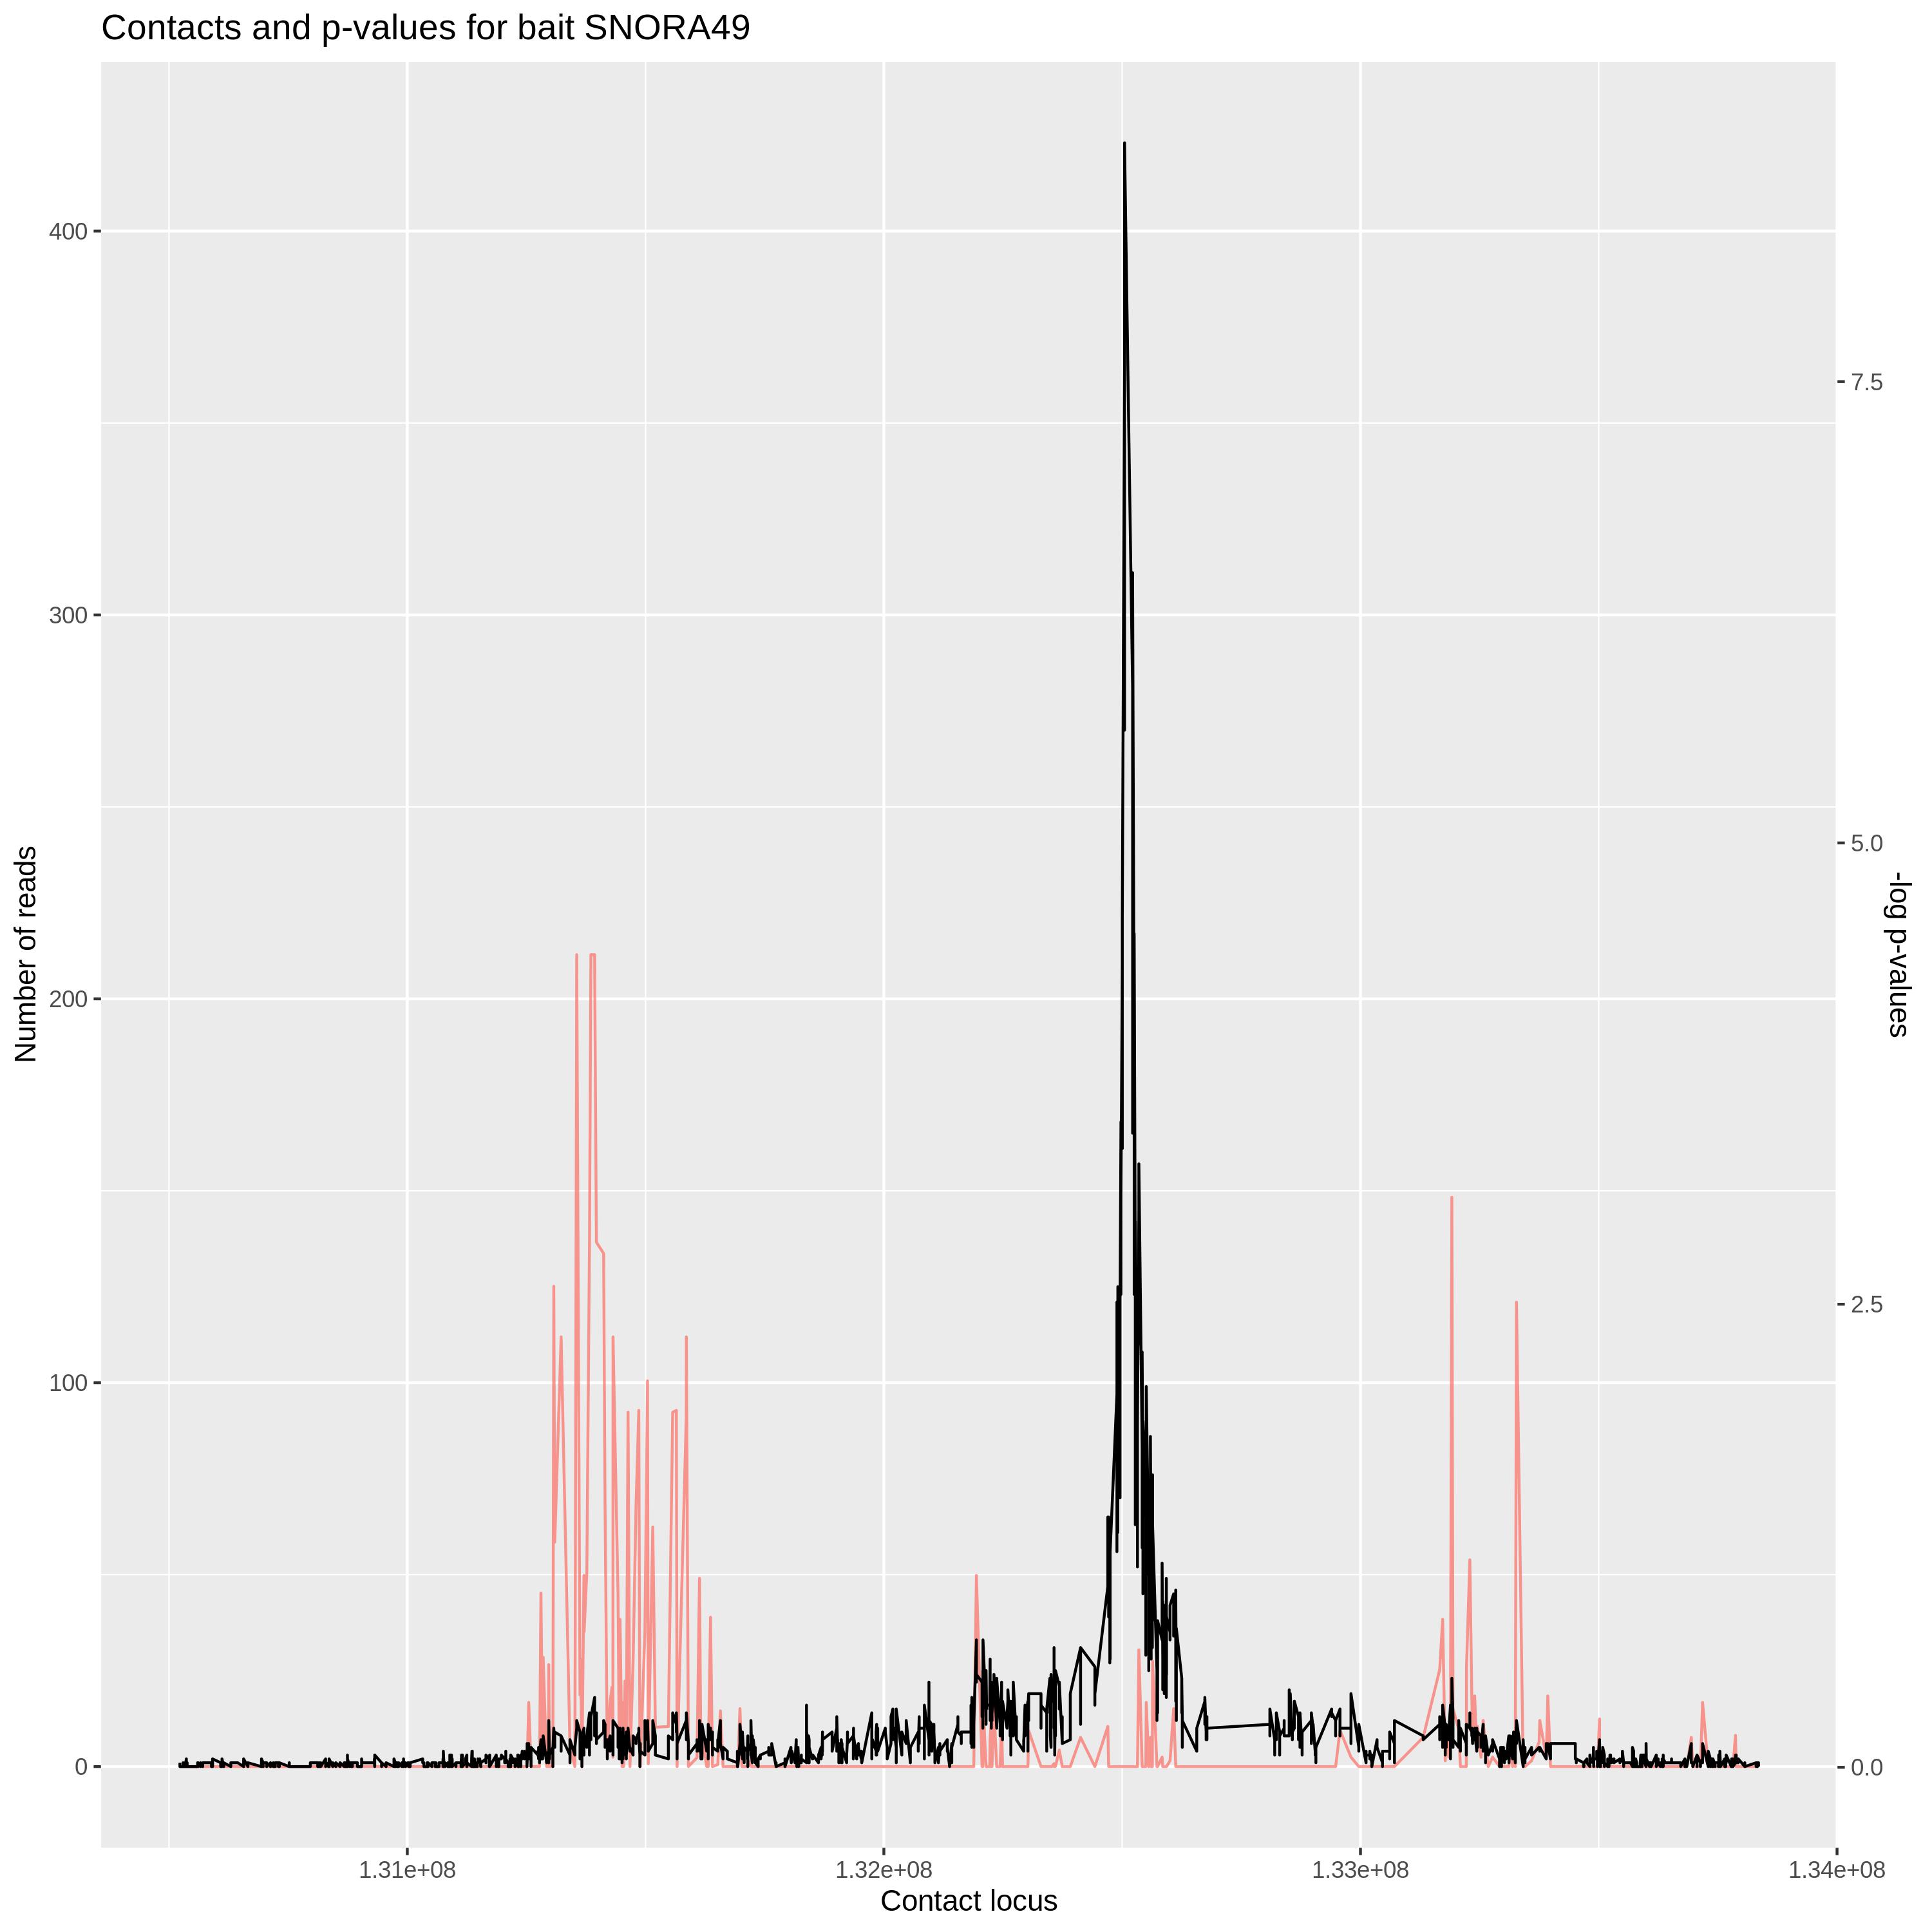 Contacts and p-values for bait SNORA49
400
300
200
100
0
Number of reads
7.5
5.0
2.5
0.0
-log p-values
1.31e+08
1.32e+08
1.33e+08
1.34e+08
Contact locus